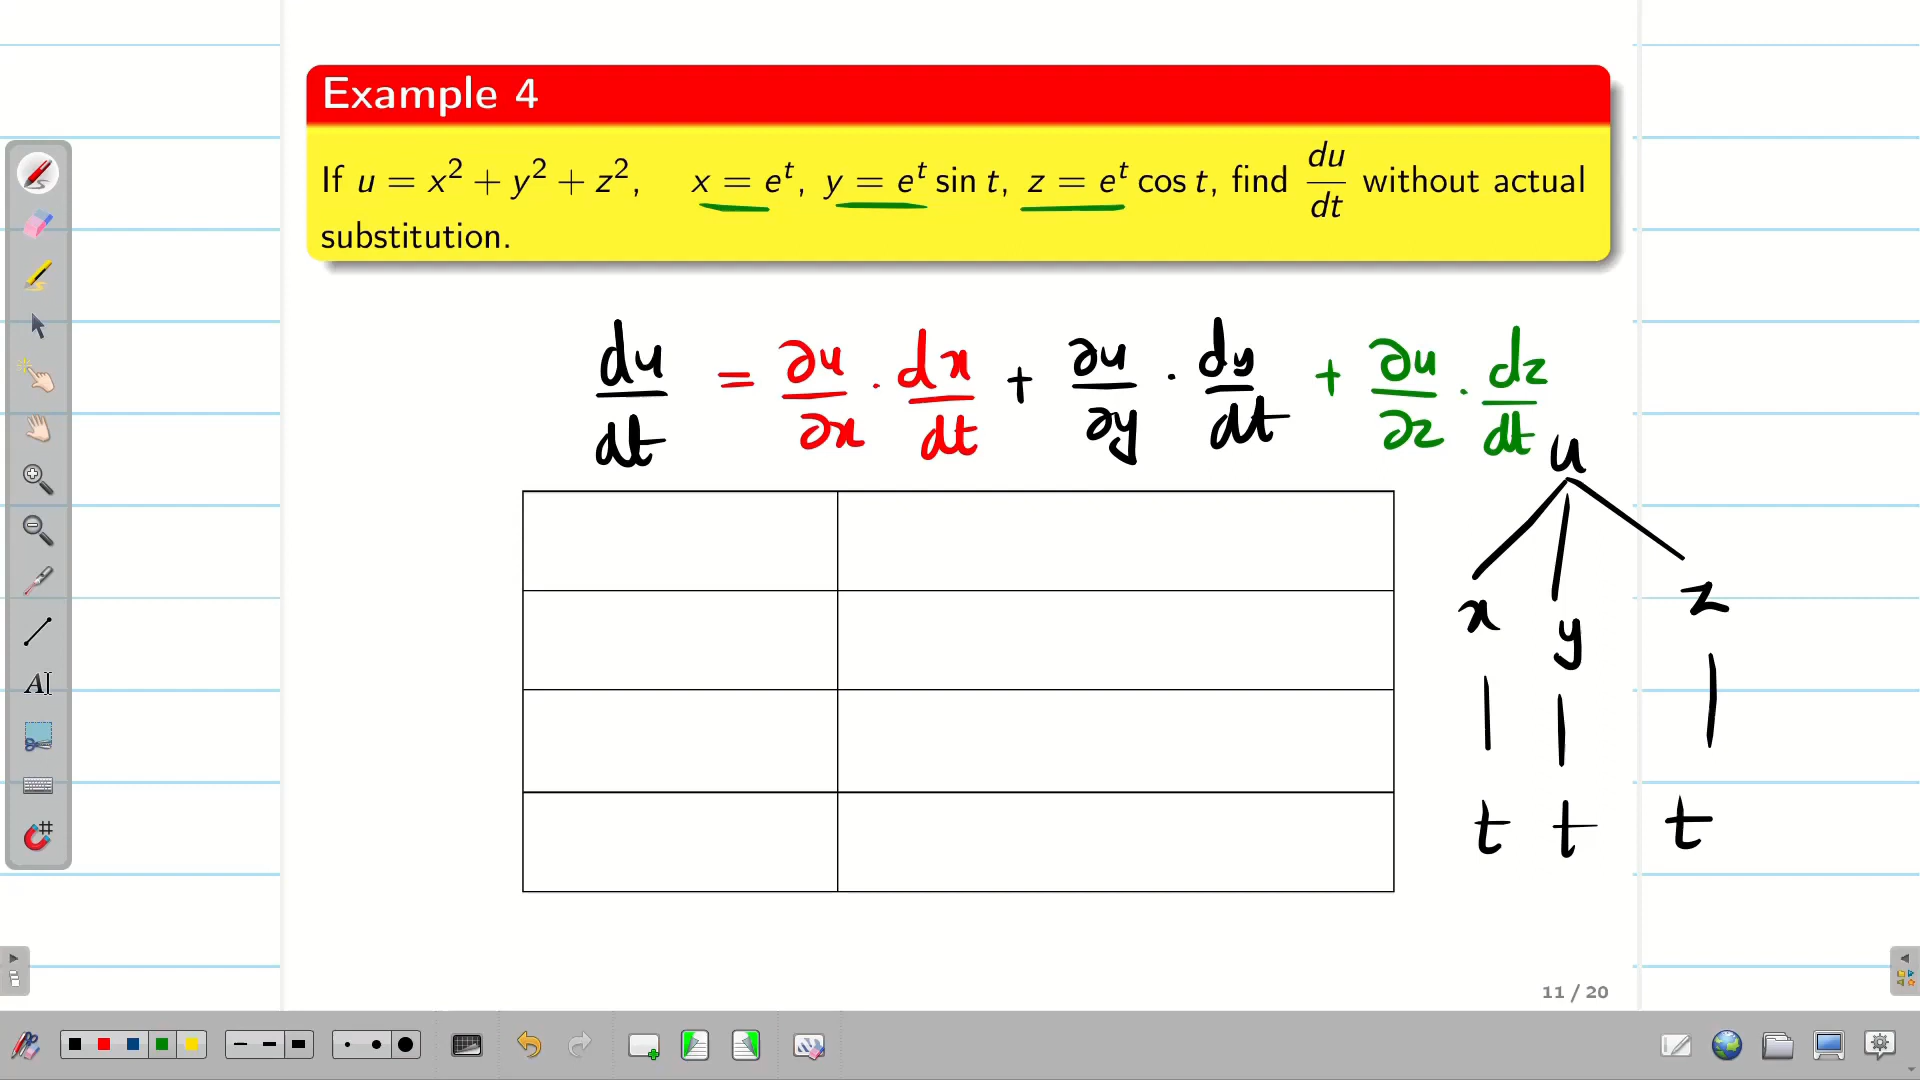 Example 4
If u = x² + y² + z², x = eᵗ, y = eᵗ sin t, z = eᵗ cos t, find du/dt without actual
substitution.
du/dt = ∂u/∂x · dx/dt + ∂u/∂y · dy/dt + ∂u/∂z · dz/dt
u
x y z
t t t
11 / 20